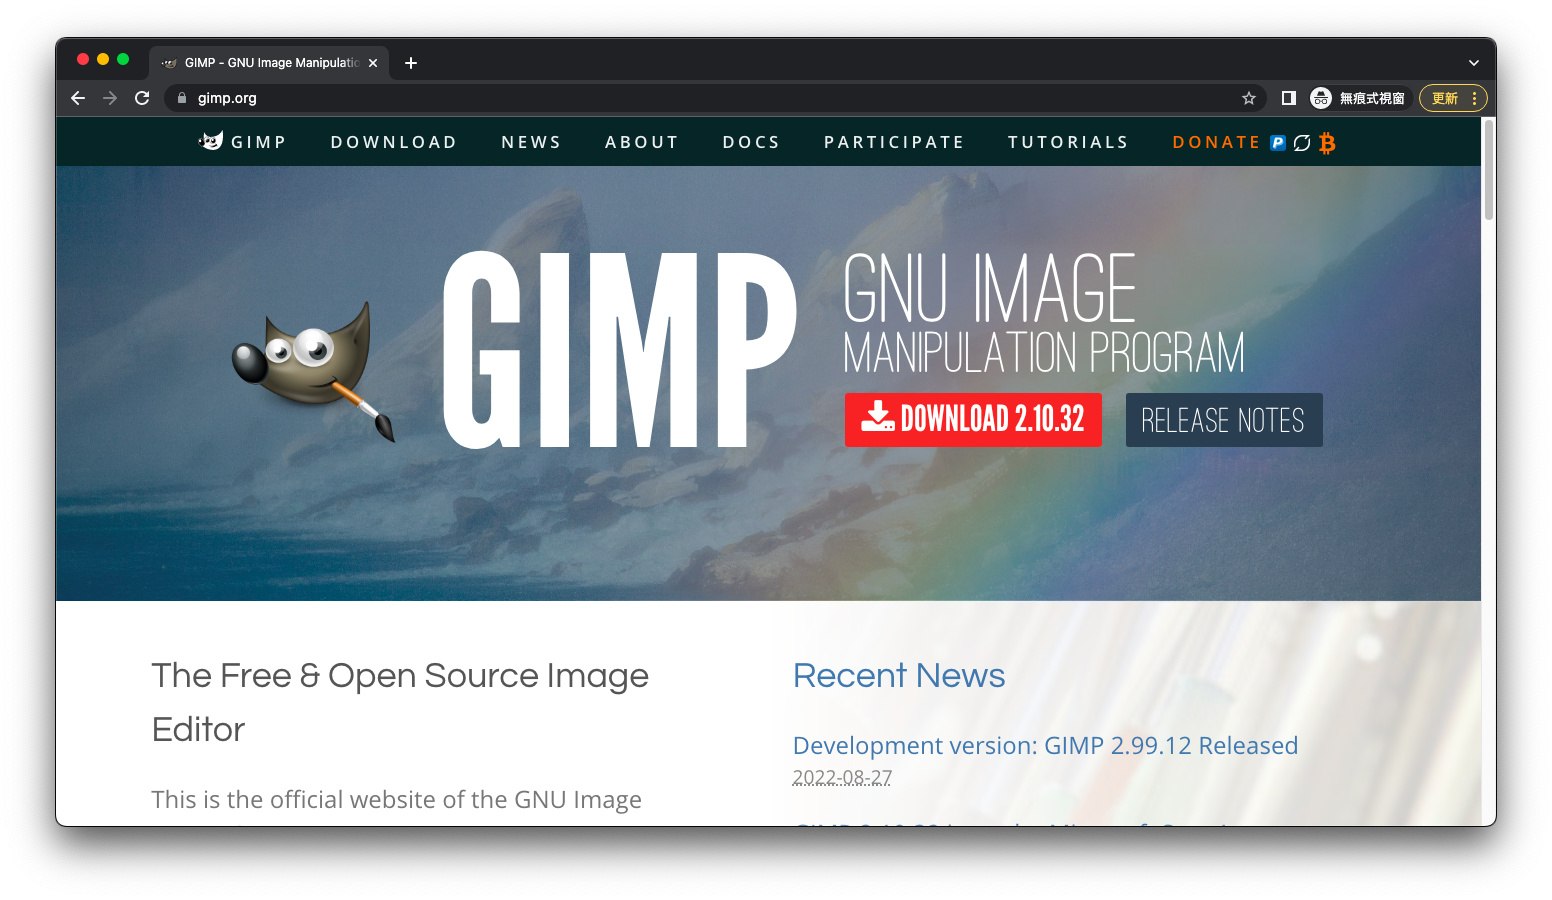 GIMP - GNU Image Manipulatio
gimp.org
無痕式視窗
更新
GIMP DOWNLOAD NEWS ABOUT DOCS PARTICIPATE TUTORIALS DONATE
GIMP
GNU IMAGE
MANIPULATION PROGRAM
DOWNLOAD 2.10.32
RELEASE NOTES
The Free & Open Source Image
Editor
This is the official website of the GNU Image
Recent News
Development version: GIMP 2.99.12 Released
2022-08-27